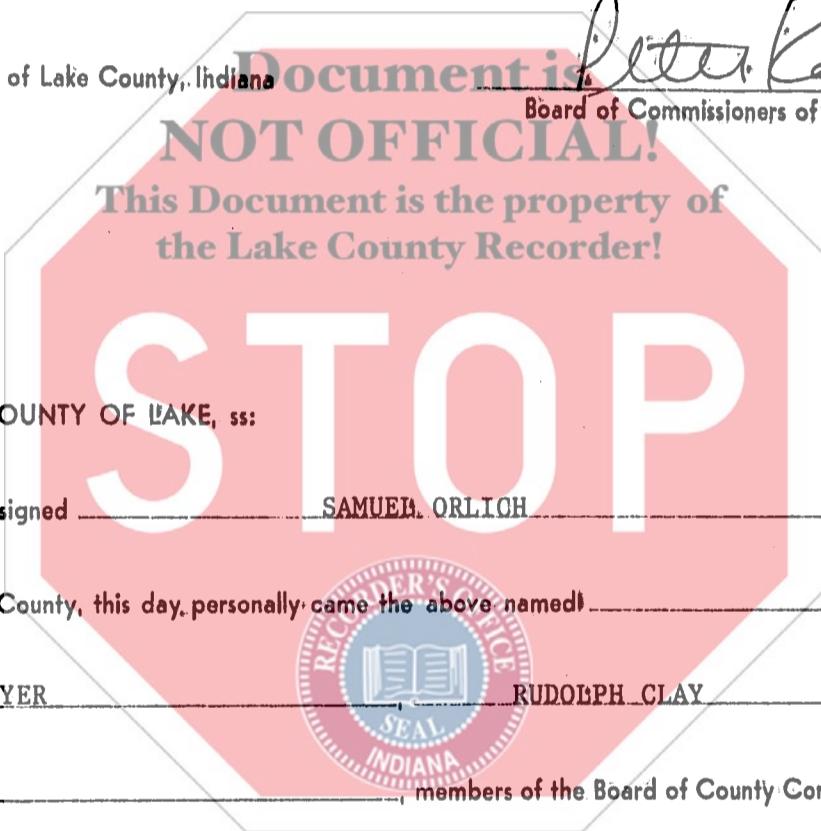 Peter
of Lake County, Indiana
Document is
Board of Commissioners of
NOT OFFICIAL!
This Document is the property of
the Lake County Recorder!
STOP
OUNTY OF LAKE, ss:
signed SAMUEL ORLICH
County, this day personally came the above named
RECORDER'S OFFICE
YER , RUDOLPH CLAY
SEAL
INDIANA
, members of the Board of County Con